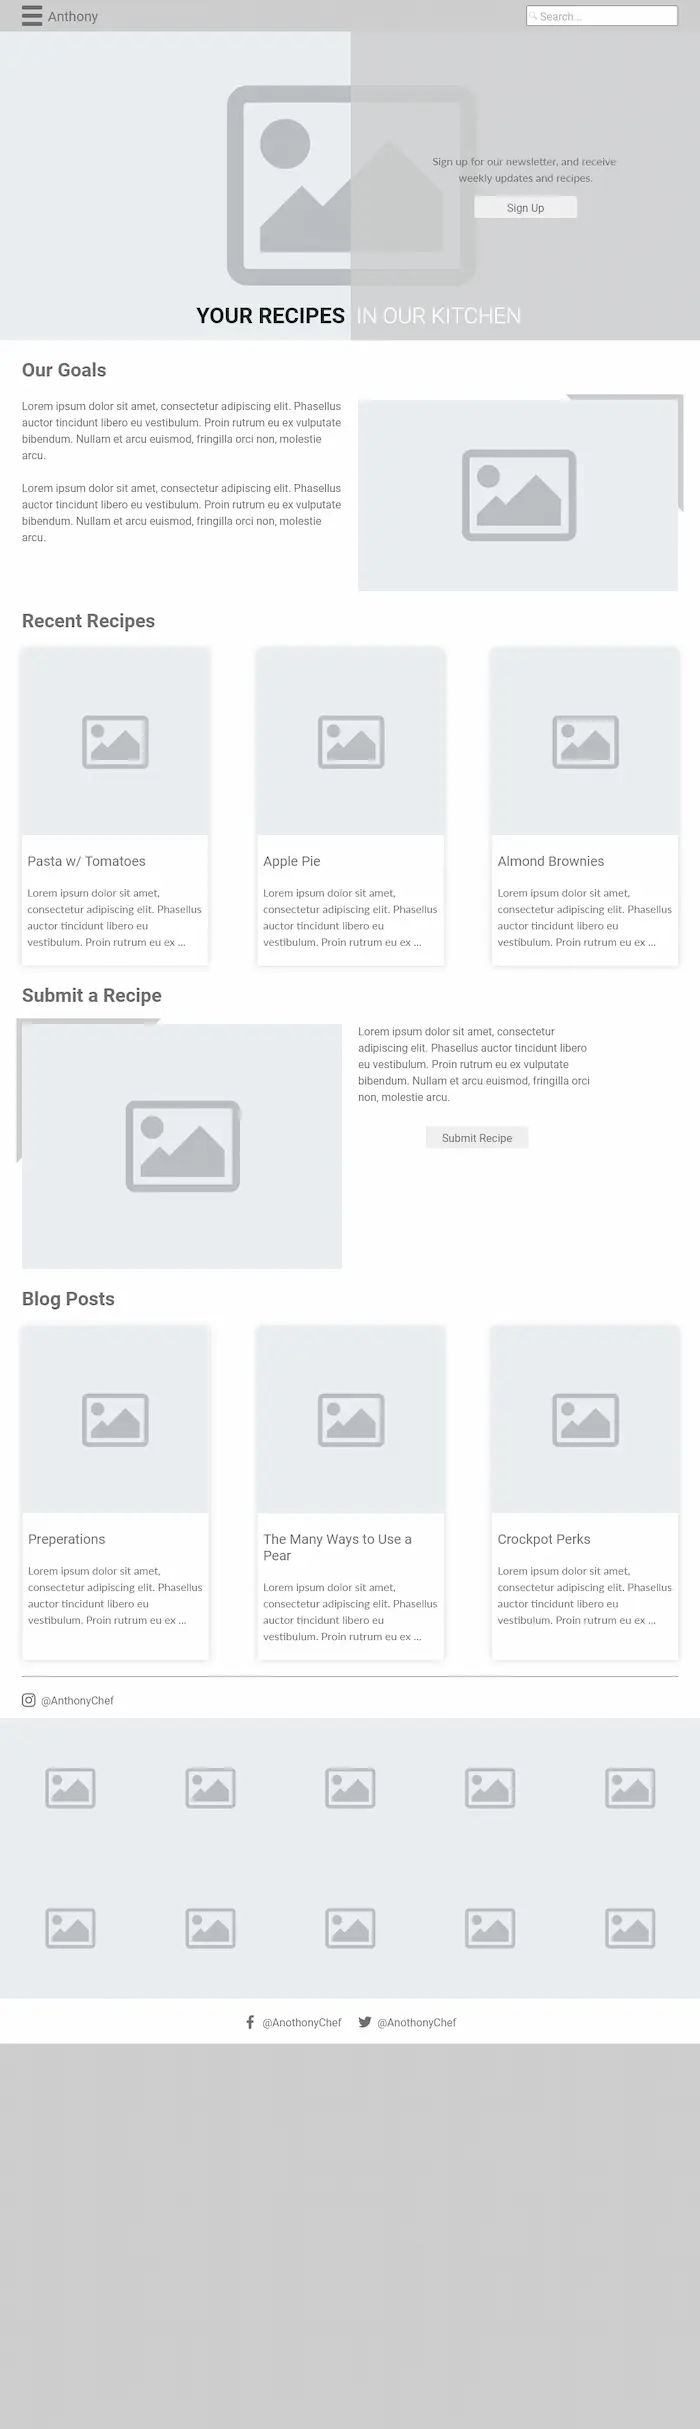 Anthony
Search...
Sign up for our newsletter, and receive
weekly updates and recipes.
Sign Up
YOUR RECIPES IN OUR KITCHEN
Our Goals
Lorem ipsum dolor sit amet, consectetur adipiscing elit. Phasellus
auctor tincidunt libero eu vestibulum. Proin rutrum eu ex vulputate
bibendum. Nullam et arcu euismod, fringilla orci non, molestie
arcu.
Lorem ipsum dolor sit amet, consectetur adipiscing elit. Phasellus
auctor tincidunt libero eu vestibulum. Proin rutrum eu ex vulputate
bibendum. Nullam et arcu euismod, fringilla orci non, molestie
arcu.
Recent Recipes
Pasta w/ Tomatoes
Lorem ipsum dolor sit amet,
consectetur adipiscing elit. Phasellus
auctor tincidunt libero eu
vestibulum. Proin rutrum eu ex ...
Apple Pie
Lorem ipsum dolor sit amet,
consectetur adipiscing elit. Phasellus
auctor tincidunt libero eu
vestibulum. Proin rutrum eu ex ...
Almond Brownies
Lorem ipsum dolor sit amet,
consectetur adipiscing elit. Phasellus
auctor tincidunt libero eu
vestibulum. Proin rutrum eu ex ...
Submit a Recipe
Lorem ipsum dolor sit amet, consectetur
adipiscing elit. Phasellus auctor tincidunt libero
eu vestibulum. Proin rutrum eu ex vulputate
bibendum. Nullam et arcu euismod, fringilla orci
non, molestie arcu.
Submit Recipe
Blog Posts
Preperations
Lorem ipsum dolor sit amet,
consectetur adipiscing elit. Phasellus
auctor tincidunt libero eu
vestibulum. Proin rutrum eu ex ...
The Many Ways to Use a
Pear
Lorem ipsum dolor sit amet,
consectetur adipiscing elit. Phasellus
auctor tincidunt libero eu
vestibulum. Proin rutrum eu ex ...
Crockpot Perks
Lorem ipsum dolor sit amet,
consectetur adipiscing elit. Phasellus
auctor tincidunt libero eu
vestibulum. Proin rutrum eu ex ...
@AnthonyChef
@AnothonyChef @AnothonyChef